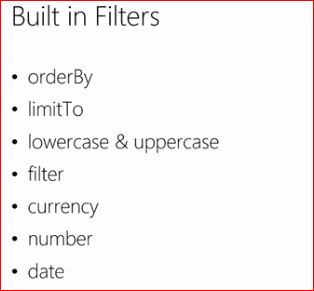 Built in Filters
• orderBy
• limitTo
• lowercase & uppercase
• filter
• currency
• number
• date